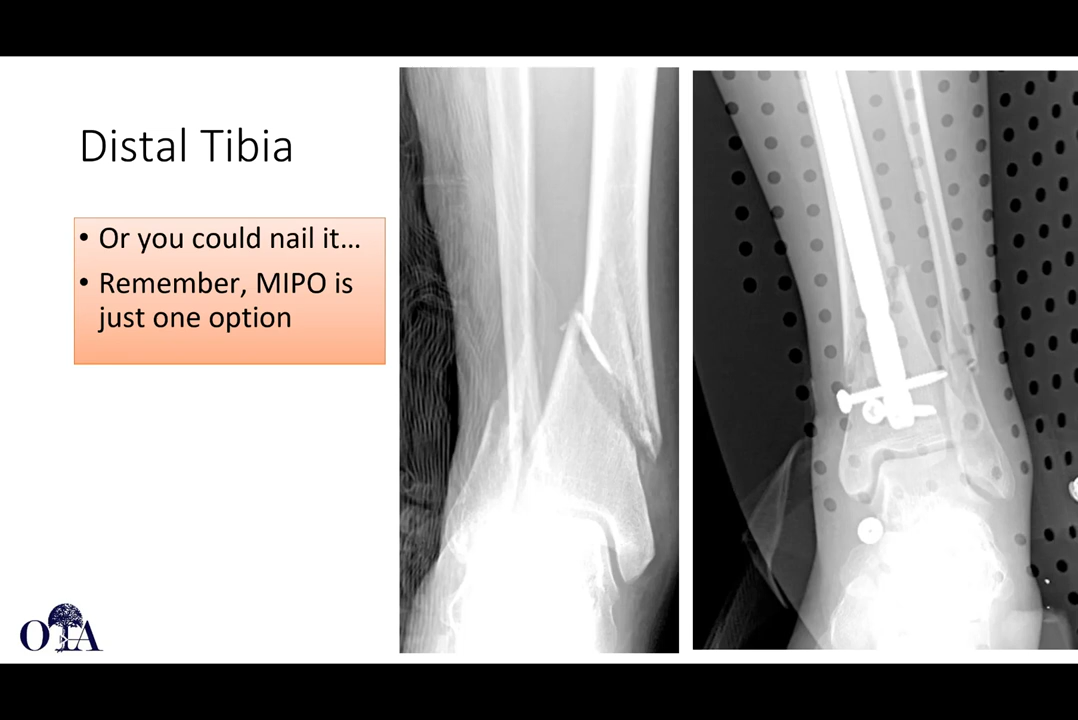 Distal Tibia
• Or you could nail it…
• Remember, MIPO is
just one option
OTA